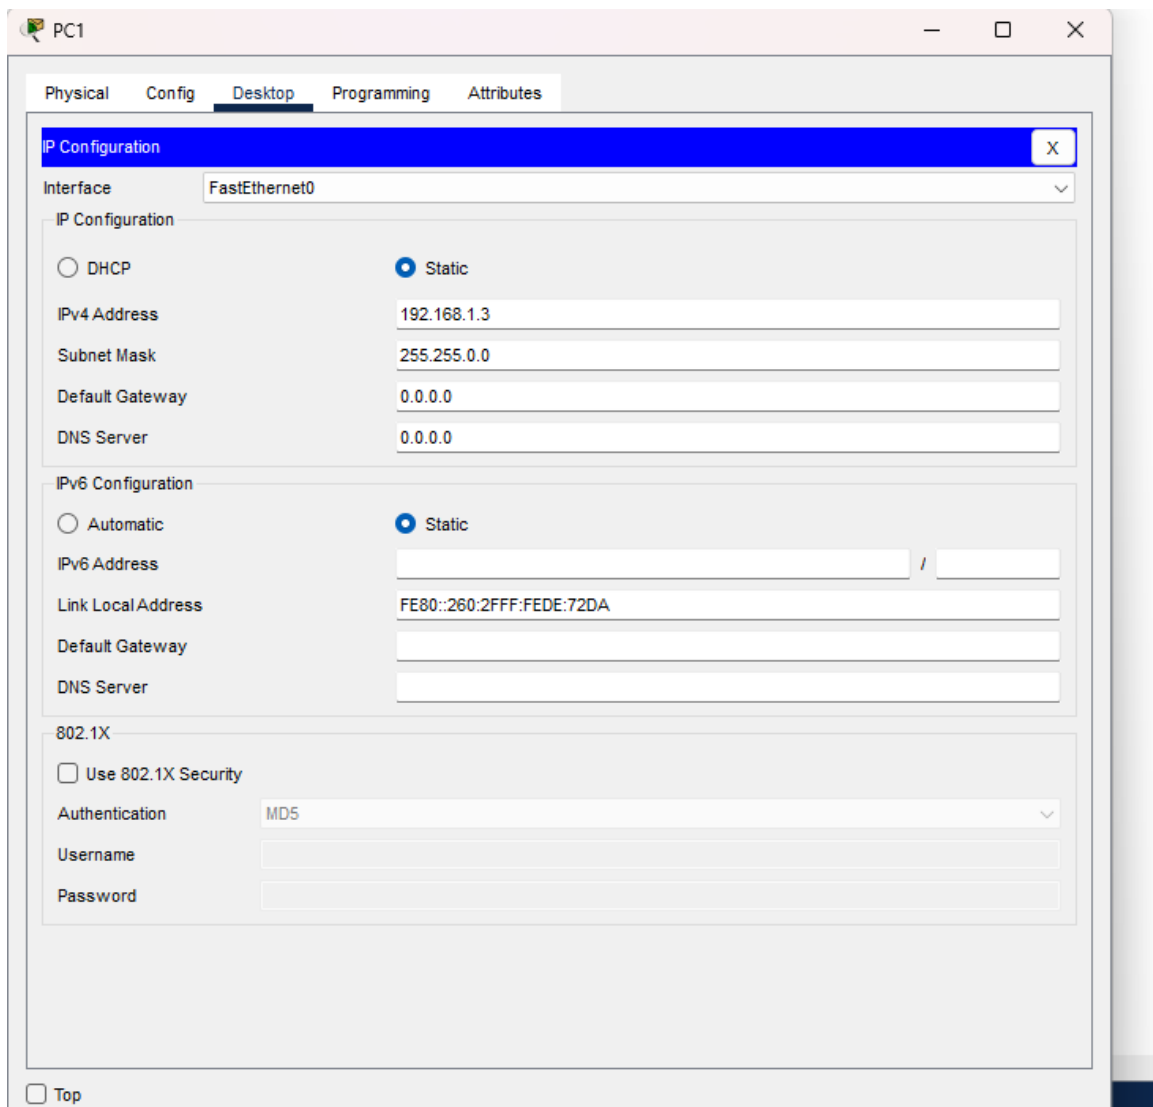 PC1
Physical Config Desktop Programming Attributes
IP Configuration X
Interface FastEthernet0
IP Configuration
DHCP Static
IPv4 Address 192.168.1.3
Subnet Mask 255.255.0.0
Default Gateway 0.0.0.0
DNS Server 0.0.0.0
IPv6 Configuration
Automatic Static
IPv6 Address /
Link Local Address FE80::260:2FFF:FEDE:72DA
Default Gateway
DNS Server
802.1X
Use 802.1X Security
Authentication MD5
Username
Password
Top